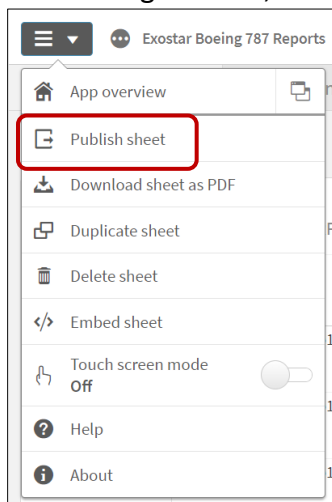 Exostar Boeing 787 Reports
App overview
Publish sheet
Download sheet as PDF
Duplicate sheet
Delete sheet
Embed sheet
Touch screen mode
Off
Help
About